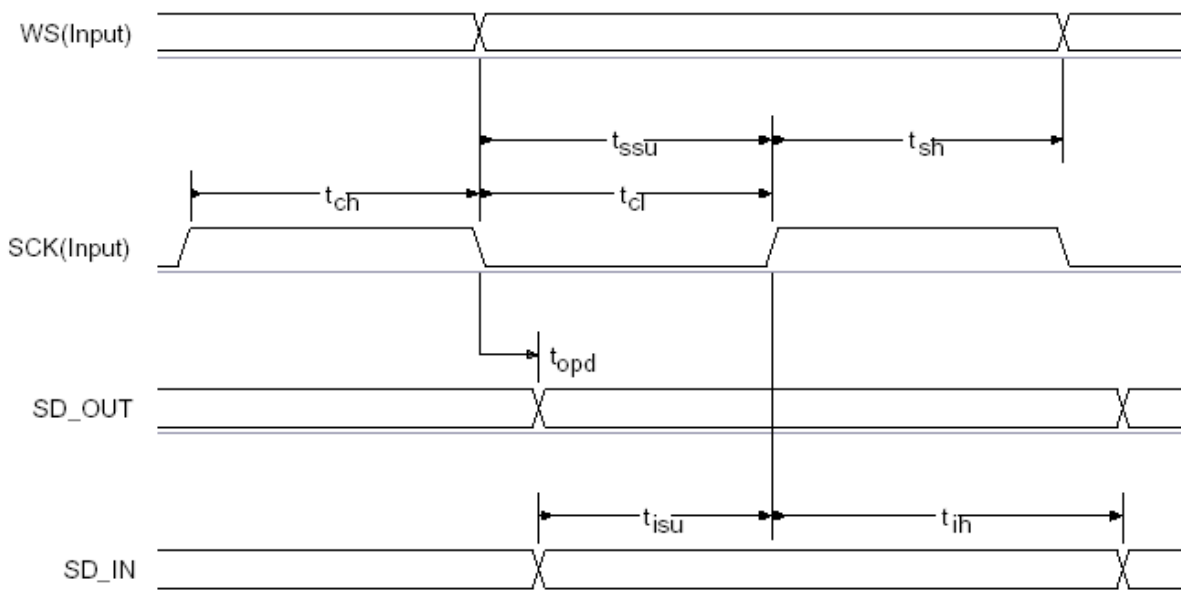 WS(Input)
tssu
tsh
tch
tcl
SCK(Input)
topd
SD_OUT
tisu
tih
SD_IN